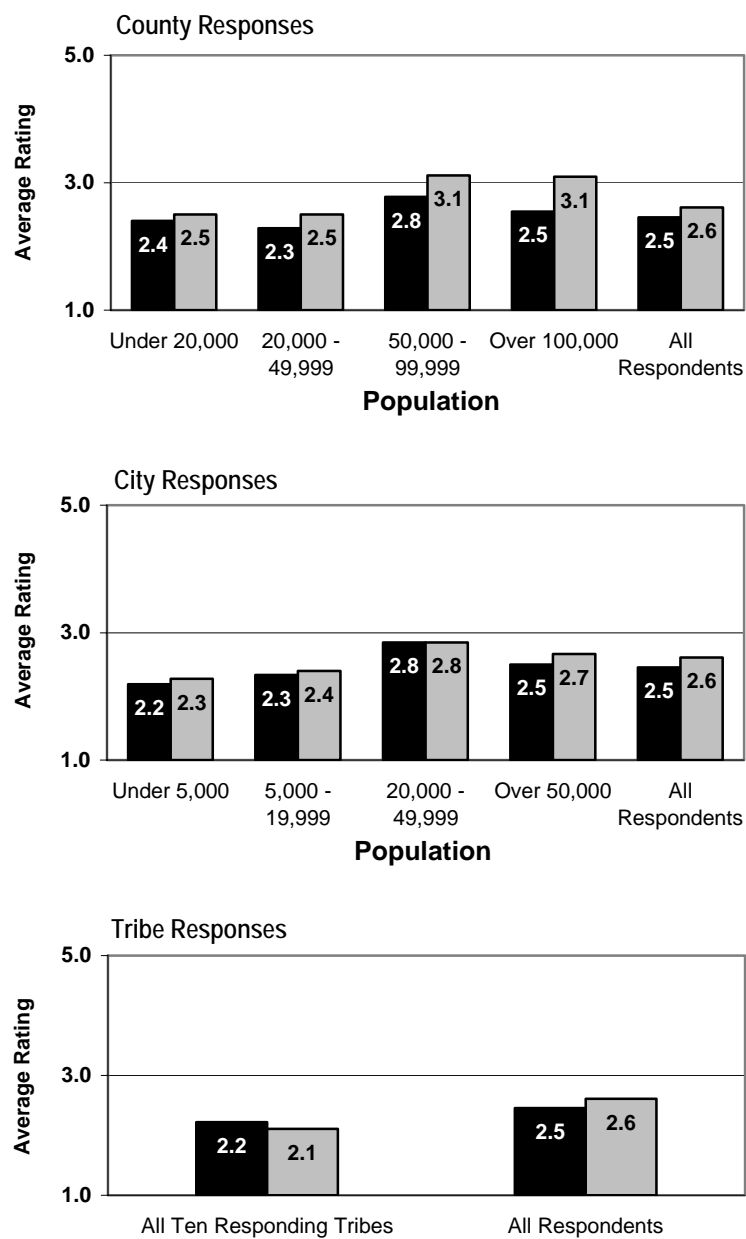 County Responses
5.0
3.0
1.0
Average Rating
2.4 2.5 2.3 2.5 2.8 3.1 2.5 3.1 2.5 2.6
Under 20,000 20,000 - 50,000 - Over 100,000 All
49,999 99,999 Respondents
Population
City Responses
5.0
3.0
1.0
Average Rating
2.2 2.3 2.3 2.4 2.8 2.8 2.5 2.7 2.5 2.6
Under 5,000 5,000 - 20,000 - Over 50,000 All
19,999 49,999 Respondents
Population
Tribe Responses
5.0
3.0
1.0
Average Rating
2.2 2.1 2.5 2.6
All Ten Responding Tribes All Respondents